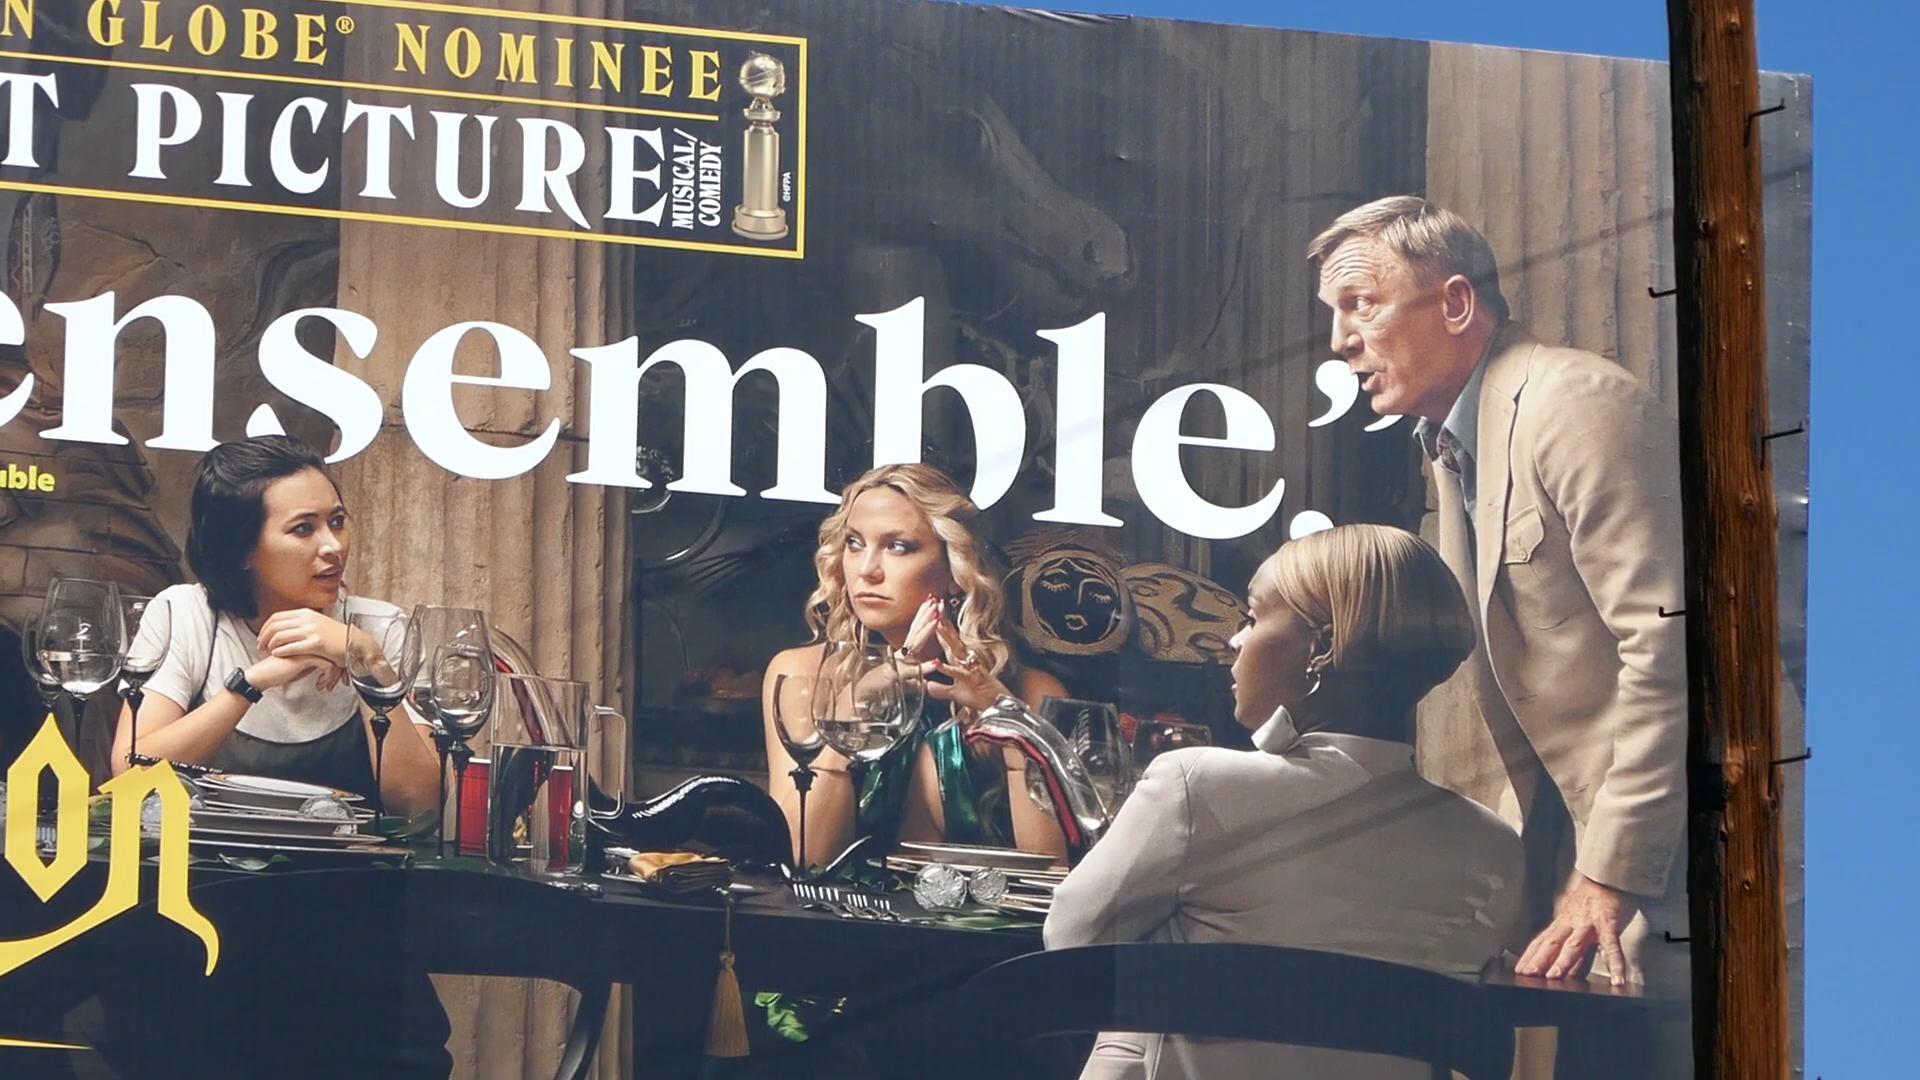 N GLOBE® NOMINEE
T PICTURE
MUSICAL/
COMEDY
@HFPA
ensemble.”
uble
on